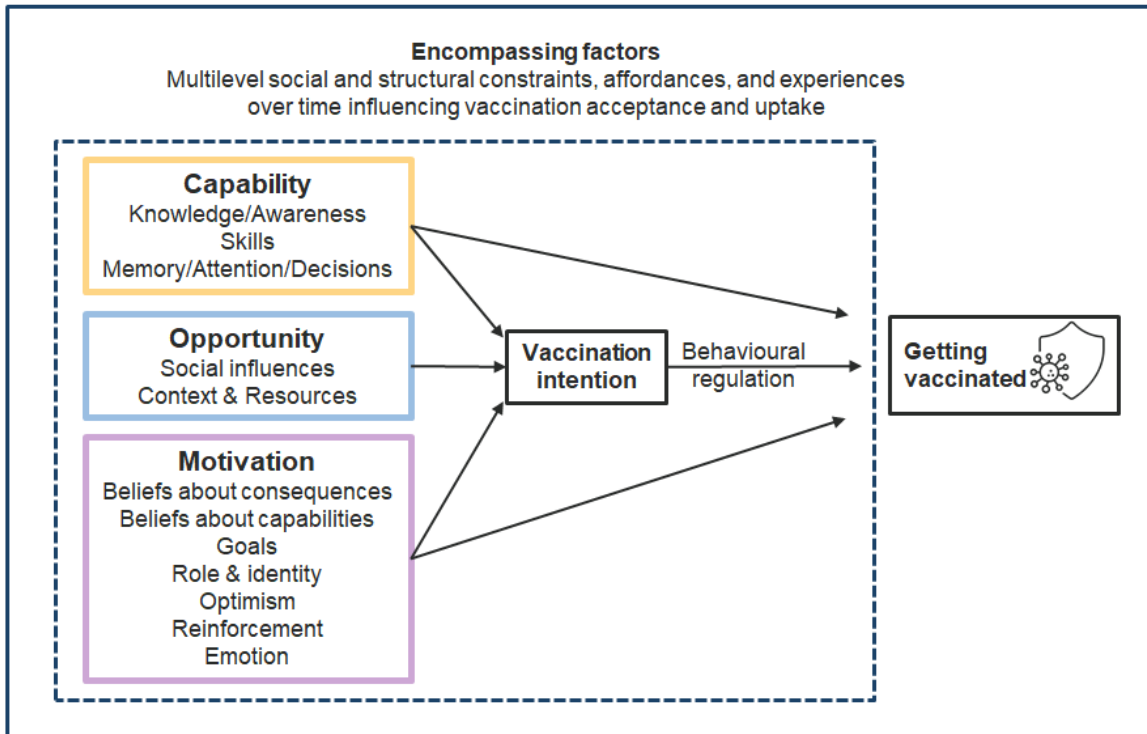 Encompassing factors
Multilevel social and structural constraints, affordances, and experiences
over time influencing vaccination acceptance and uptake
Capability
Knowledge/Awareness
Skills
Memory/Attention/Decisions
Opportunity
Social influences
Context & Resources
Motivation
Beliefs about consequences
Beliefs about capabilities
Goals
Role & identity
Optimism
Reinforcement
Emotion
Vaccination
intention
Behavioural
regulation
Getting
vaccinated